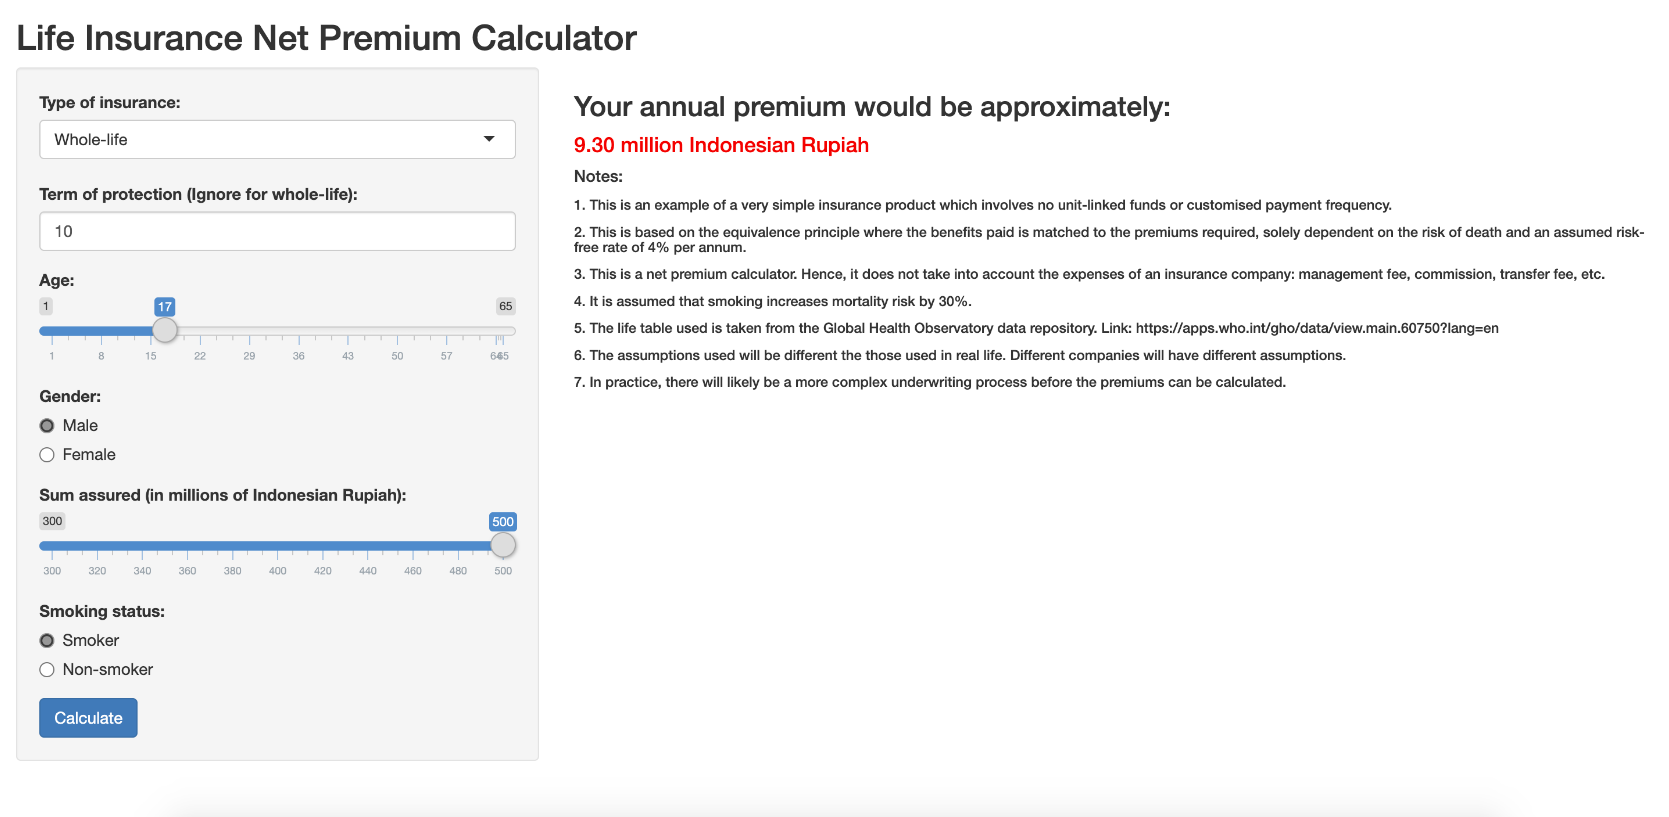 Life Insurance Net Premium Calculator
Type of insurance:
Whole-life
Term of protection (Ignore for whole-life):
10
Age:
1 17 65
1 8 15 22 29 36 43 50 57 64 65
Gender:
Male
Female
Sum assured (in millions of Indonesian Rupiah):
300 500
300 320 340 360 380 400 420 440 460 480 500
Smoking status:
Smoker
Non-smoker
Calculate
Your annual premium would be approximately:
9.30 million Indonesian Rupiah
Notes:
1. This is an example of a very simple insurance product which involves no unit-linked funds or customised payment frequency.
2. This is based on the equivalence principle where the benefits paid is matched to the premiums required, solely dependent on the risk of death and an assumed risk-
free rate of 4% per annum.
3. This is a net premium calculator. Hence, it does not take into account the expenses of an insurance company: management fee, commission, transfer fee, etc.
4. It is assumed that smoking increases mortality risk by 30%.
5. The life table used is taken from the Global Health Observatory data repository. Link: https://apps.who.int/gho/data/view.main.60750?lang=en
6. The assumptions used will be different the those used in real life. Different companies will have different assumptions.
7. In practice, there will likely be a more complex underwriting process before the premiums can be calculated.